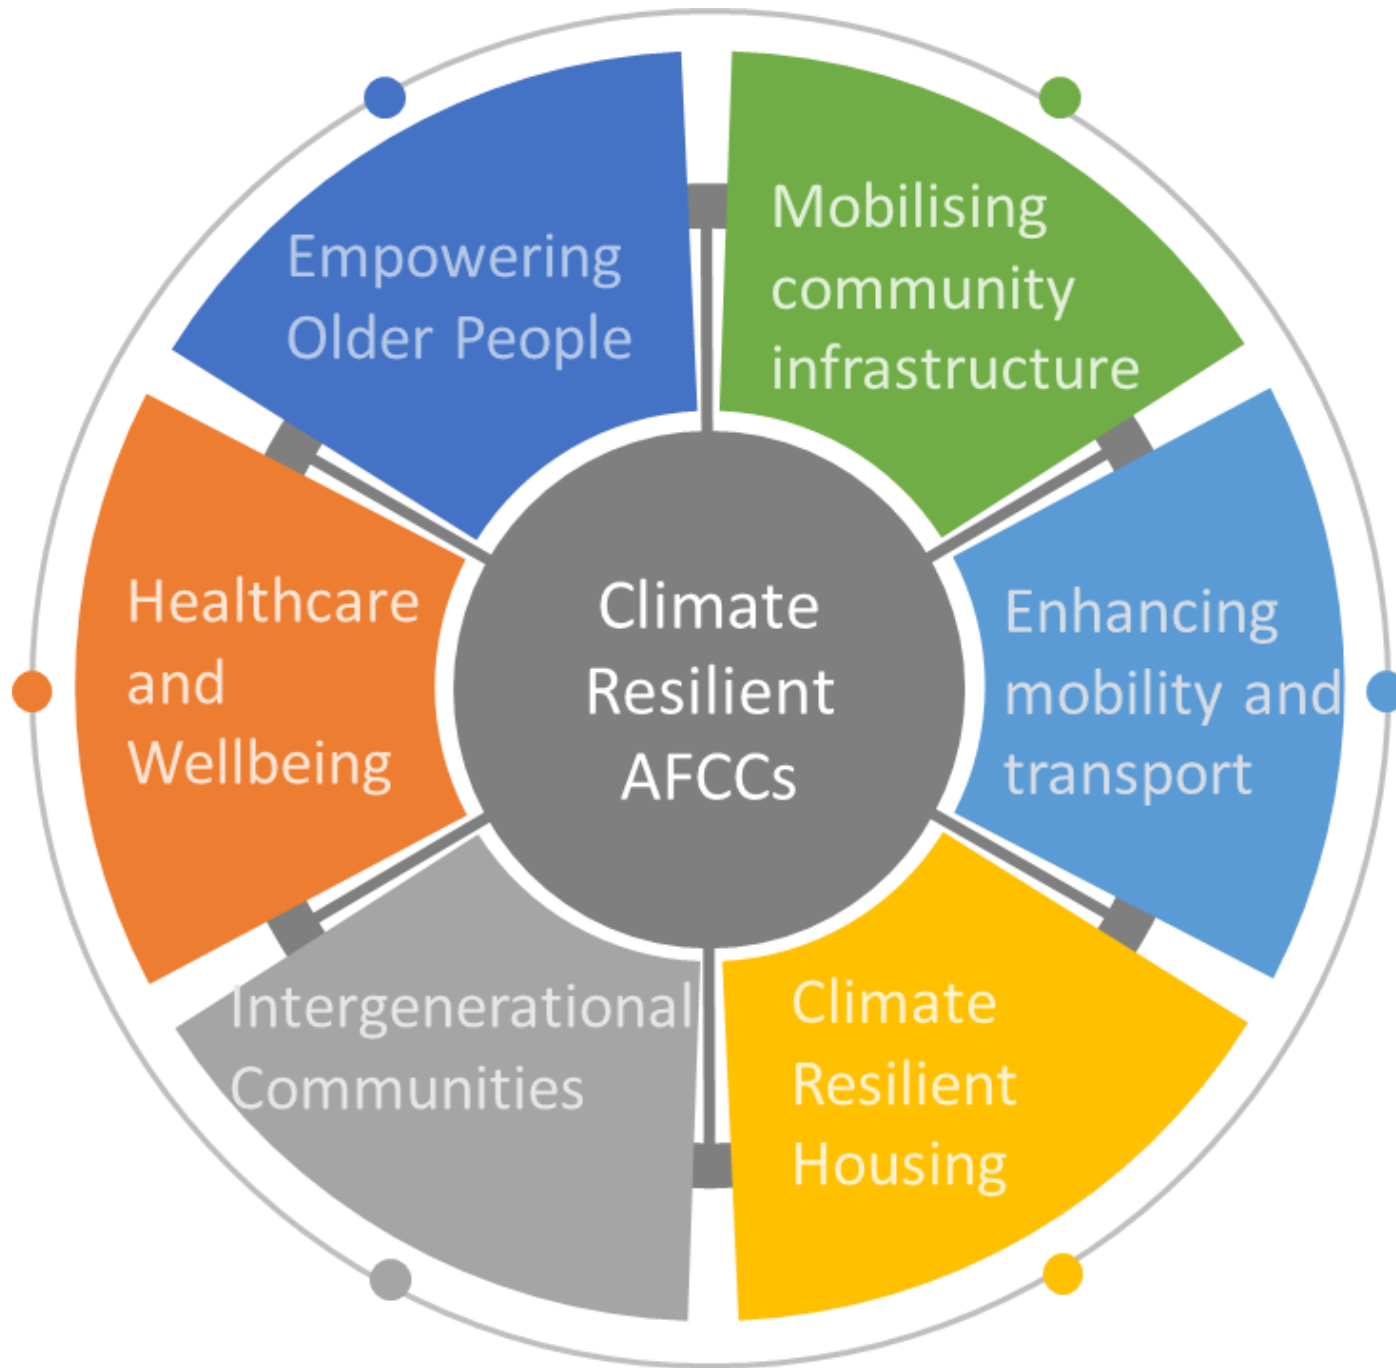 Empowering
Older People
Mobilising
community
infrastructure
Healthcare
and
Wellbeing
Climate
Resilient
AFCCs
Enhancing
mobility and
transport
Intergenerational
Communities
Climate
Resilient
Housing